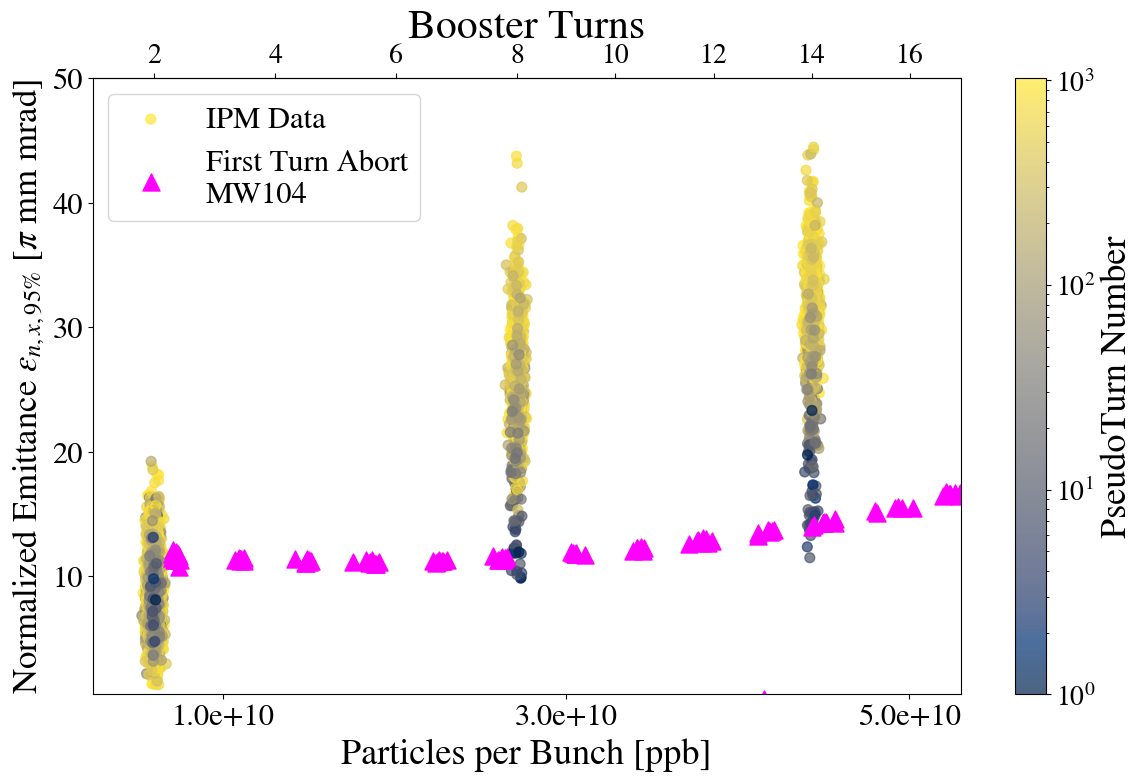 Booster Turns
2 4 6 8 10 12 14 16
50
40
30
20
10
Normalized Emittance ε_{n, x, 95%} [π mm mrad]
IPM Data
First Turn Abort
MW104
1.0e+10 3.0e+10 5.0e+10
Particles per Bunch [ppb]
10³
10²
10¹
10⁰
PseudoTurn Number